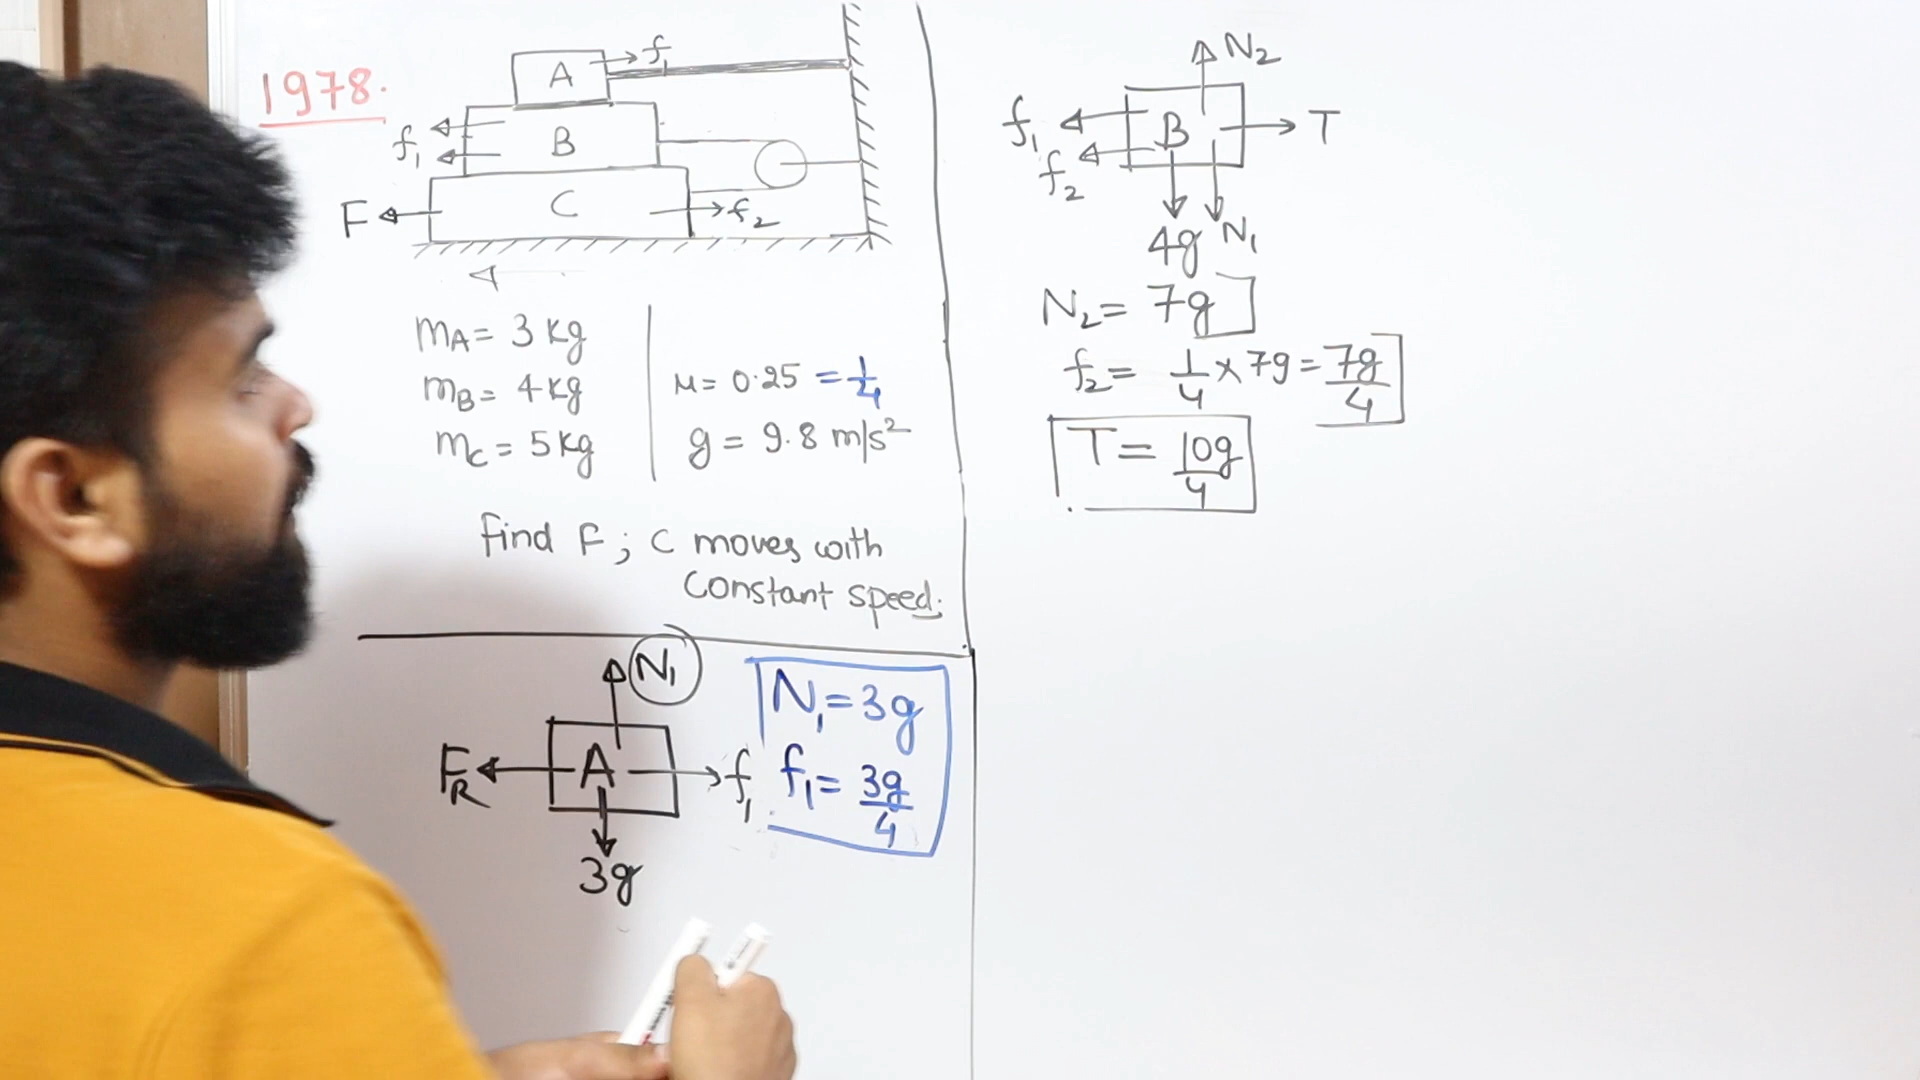 1978.
A
f₁
f₁
B
F
C
f₂
mA = 3 kg
mB = 4 kg
mC = 5 kg
μ = 0.25 = 1/4
g = 9.8 m/s²
find F ; C moves with
constant speed.
N₁
FR
A
f₁
3g
N₁ = 3g
f₁ = 3g/4
N₂
f₁
B
T
f₂
4g
N₁
N₂ = 7g
f₂ = 1/4 × 7g = 7g/4
T = 10g/4